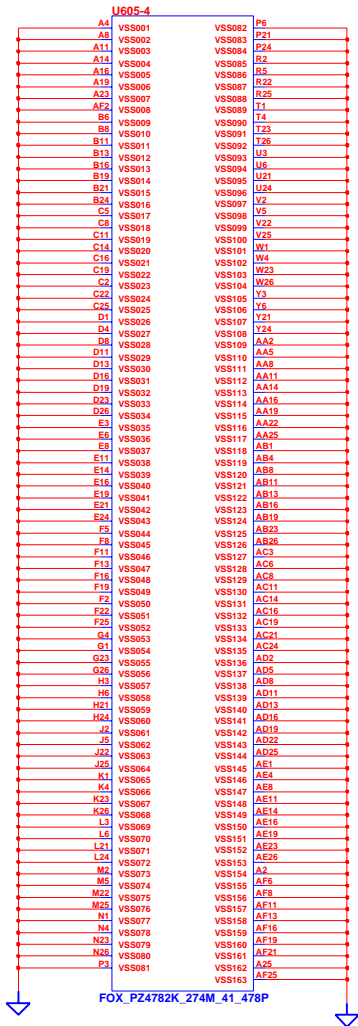 U605-4
A4 VSS001 VSS082 P6
A8 VSS002 VSS083 P21
A11 VSS003 VSS084 P24
A14 VSS004 VSS085 R2
A16 VSS005 VSS086 R5
A19 VSS006 VSS087 R22
A23 VSS007 VSS088 R25
AF2 VSS008 VSS089 T1
B6 VSS009 VSS090 T4
B8 VSS010 VSS091 T23
B11 VSS011 VSS092 T26
B13 VSS012 VSS093 U3
B16 VSS013 VSS094 U6
B19 VSS014 VSS095 U21
B21 VSS015 VSS096 U24
B24 VSS016 VSS097 V2
C5 VSS017 VSS098 V5
C8 VSS018 VSS099 V22
C11 VSS019 VSS100 V25
C14 VSS020 VSS101 W1
C16 VSS021 VSS102 W4
C19 VSS022 VSS103 W23
C2 VSS023 VSS104 W26
C22 VSS024 VSS105 Y3
C25 VSS025 VSS106 Y6
D1 VSS026 VSS107 Y21
D4 VSS027 VSS108 Y24
D8 VSS028 VSS109 AA2
D11 VSS029 VSS110 AA5
D13 VSS030 VSS111 AA8
D16 VSS031 VSS112 AA11
D19 VSS032 VSS113 AA14
D23 VSS033 VSS114 AA16
D26 VSS034 VSS115 AA19
E3 VSS035 VSS116 AA22
E6 VSS036 VSS117 AA25
E8 VSS037 VSS118 AB1
E11 VSS038 VSS119 AB4
E14 VSS039 VSS120 AB8
E16 VSS040 VSS121 AB11
E19 VSS041 VSS122 AB13
E21 VSS042 VSS123 AB16
E24 VSS043 VSS124 AB19
F5 VSS044 VSS125 AB23
F8 VSS045 VSS126 AB26
F11 VSS046 VSS127 AC3
F13 VSS047 VSS128 AC6
F16 VSS048 VSS129 AC8
F19 VSS049 VSS130 AC11
F2 VSS050 VSS131 AC14
F22 VSS051 VSS132 AC16
F25 VSS052 VSS133 AC19
G4 VSS053 VSS134 AC21
G1 VSS054 VSS135 AC24
G23 VSS055 VSS136 AD2
G26 VSS056 VSS137 AD5
H3 VSS057 VSS138 AD8
H6 VSS058 VSS139 AD11
H21 VSS059 VSS140 AD13
H24 VSS060 VSS141 AD16
J2 VSS061 VSS142 AD19
J5 VSS062 VSS143 AD22
J22 VSS063 VSS144 AD25
J25 VSS064 VSS145 AE1
K1 VSS065 VSS146 AE4
K4 VSS066 VSS147 AE8
K23 VSS067 VSS148 AE11
K26 VSS068 VSS149 AE14
L3 VSS069 VSS150 AE16
L6 VSS070 VSS151 AE19
L21 VSS071 VSS152 AE23
L24 VSS072 VSS153 AE26
M2 VSS073 VSS154 A2
M5 VSS074 VSS155 AF6
M22 VSS075 VSS156 AF8
M25 VSS076 VSS157 AF11
N1 VSS077 VSS158 AF13
N4 VSS078 VSS159 AF16
N23 VSS079 VSS160 AF19
N26 VSS080 VSS161 AF21
P3 VSS081 VSS162 A25
VSS163 AF25
FOX_PZ4782K_274M_41_478P